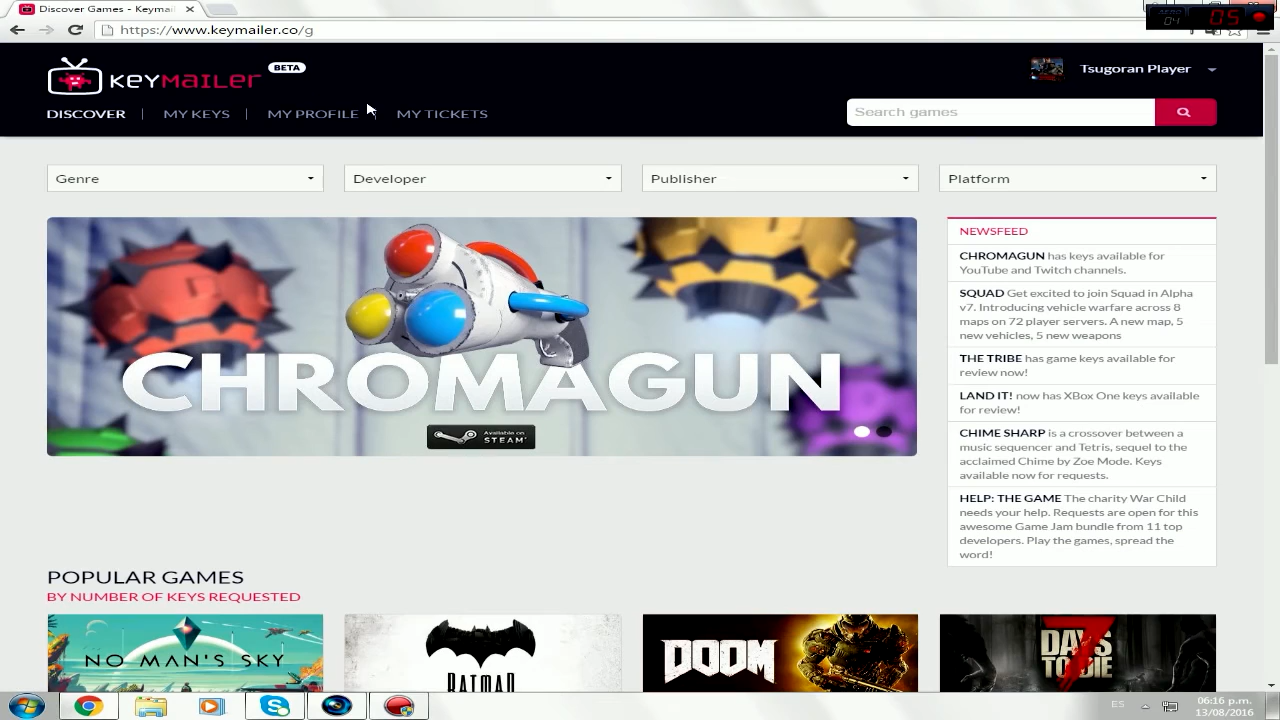 Discover Games - Keymai
https://www.keymailer.co/g
04
05
KEYMAILER BETA
Tsugoran Player
DISCOVER | MY KEYS | MY PROFILE | MY TICKETS
Search games
Genre
Developer
Publisher
Platform
CHROMAGUN
Available on
STEAM
NEWSFEED
CHROMAGUN has keys available for
YouTube and Twitch channels.
SQUAD Get excited to join Squad in Alpha
v7. Introducing vehicle warfare across 8
maps on 72 player servers. A new map, 5
new vehicles, 5 new weapons
THE TRIBE has game keys available for
review now!
LAND IT! now has XBox One keys available
for review!
CHIME SHARP is a crossover between a
music sequencer and Tetris, sequel to the
acclaimed Chime by Zoe Mode. Keys
available now for requests.
HELP: THE GAME The charity War Child
needs your help. Requests are open for this
awesome Game Jam bundle from 11 top
developers. Play the games, spread the
word!
POPULAR GAMES
BY NUMBER OF KEYS REQUESTED
NO MAN'S SKY
BATMAN
DOOM
7 DAYS
TO DIE
ES
06:16 p.m.
13/08/2016